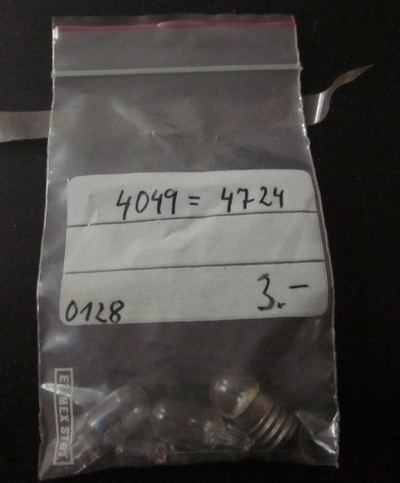 4049 = 4724
3.-
0128